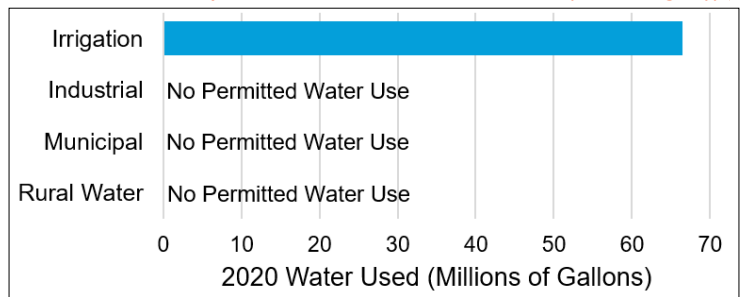 Irrigation
Industrial No Permitted Water Use
Municipal No Permitted Water Use
Rural Water No Permitted Water Use
0 10 20 30 40 50 60 70
2020 Water Used (Millions of Gallons)